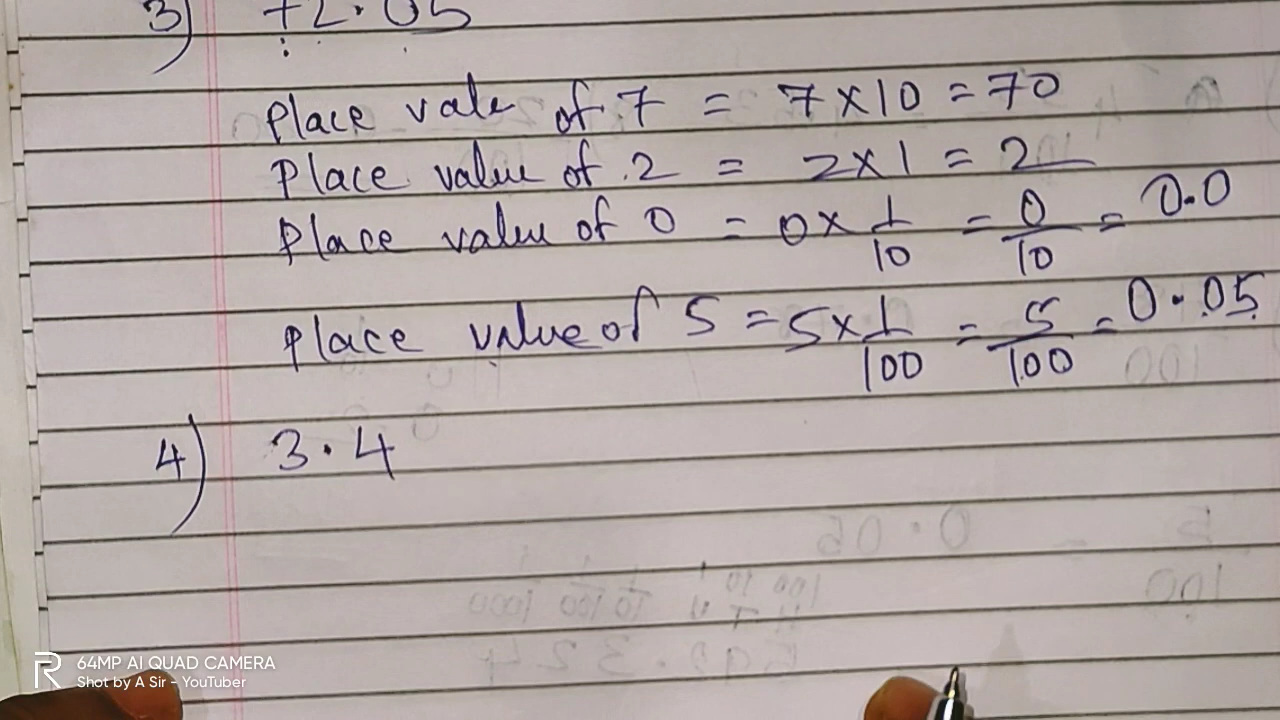 3) 72.05
Place vale of 7 = 7×10 = 70
Place value of 2 = 2×1 = 2
Place value of 0 = 0×1/10 = 0/10 = 0.0
Place value of 5 = 5×1/100 = 5/100 = 0.05
4) 3.4
64MP AI QUAD CAMERA
Shot by A Sir - YouTuber